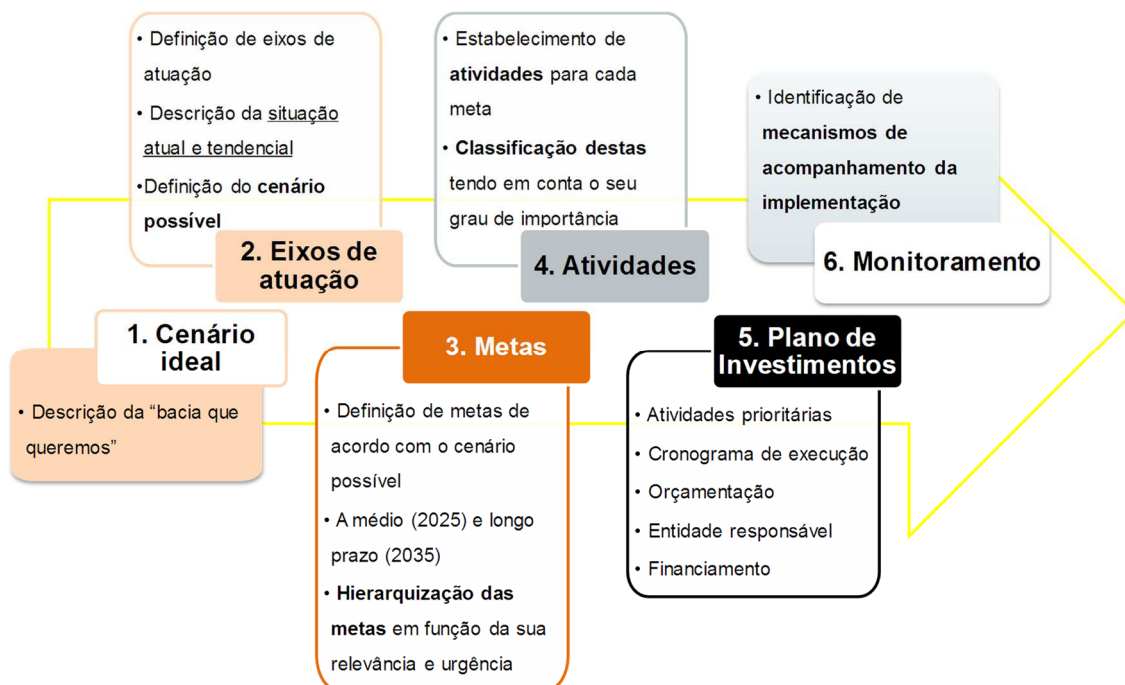 1. Cenário
ideal
• Descrição da “bacia que
queremos”
• Definição de eixos de
atuação
• Descrição da situação
atual e tendencial
•Definição do cenário
possível
2. Eixos de
atuação
3. Metas
• Definição de metas de
acordo com o cenário
possível
• A médio (2025) e longo
prazo (2035)
• Hierarquização das
metas em função da sua
relevância e urgência
• Estabelecimento de
atividades para cada
meta
• Classificação destas
tendo em conta o seu
grau de importância
4. Atividades
5. Plano de
Investimentos
• Atividades prioritárias
• Cronograma de execução
• Orçamentação
• Entidade responsável
• Financiamento
• Identificação de
mecanismos de
acompanhamento da
implementação
6. Monitoramento